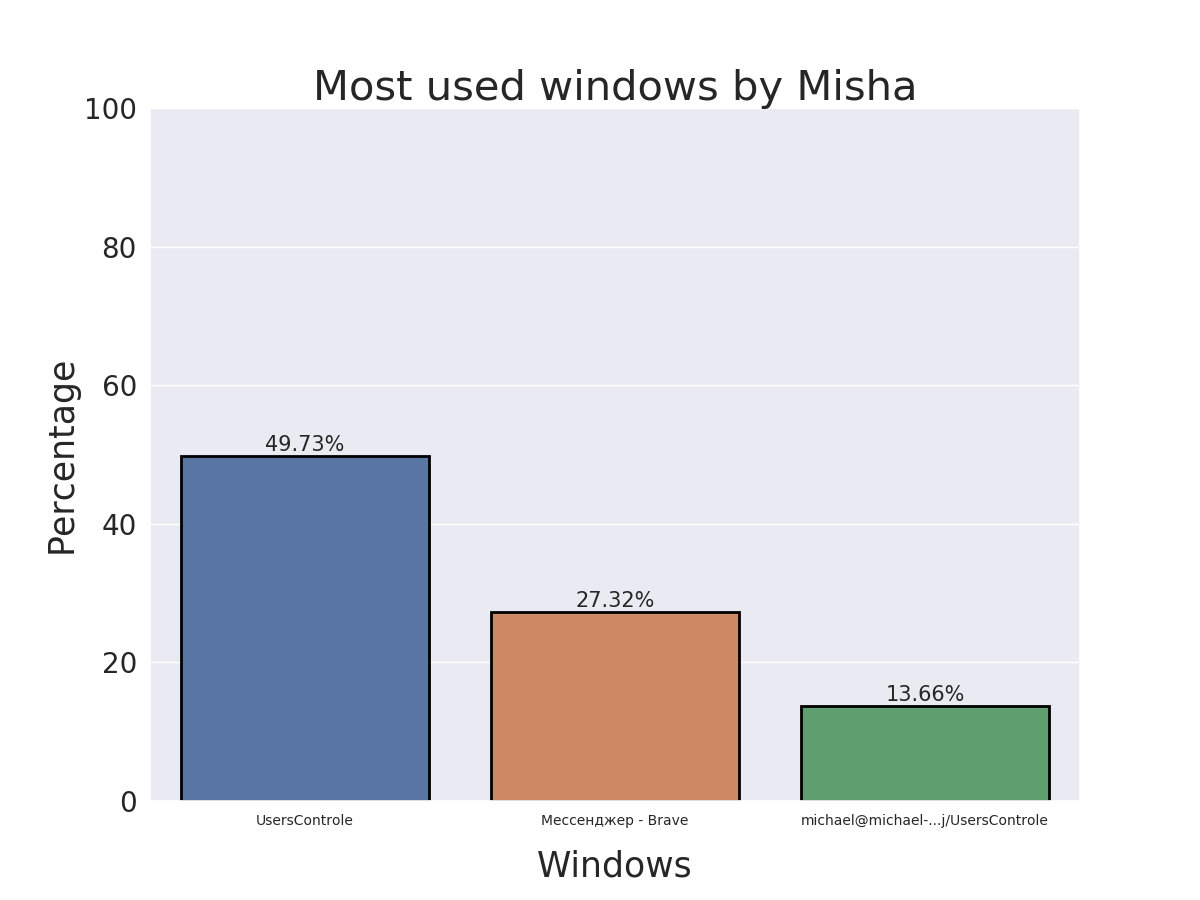 Most used windows by Misha
100
80
60
40
20
0
Percentage
49.73%
27.32%
13.66%
UsersControle
Мессенджер - Brave
michael@michael-...j/UsersControle
Windows